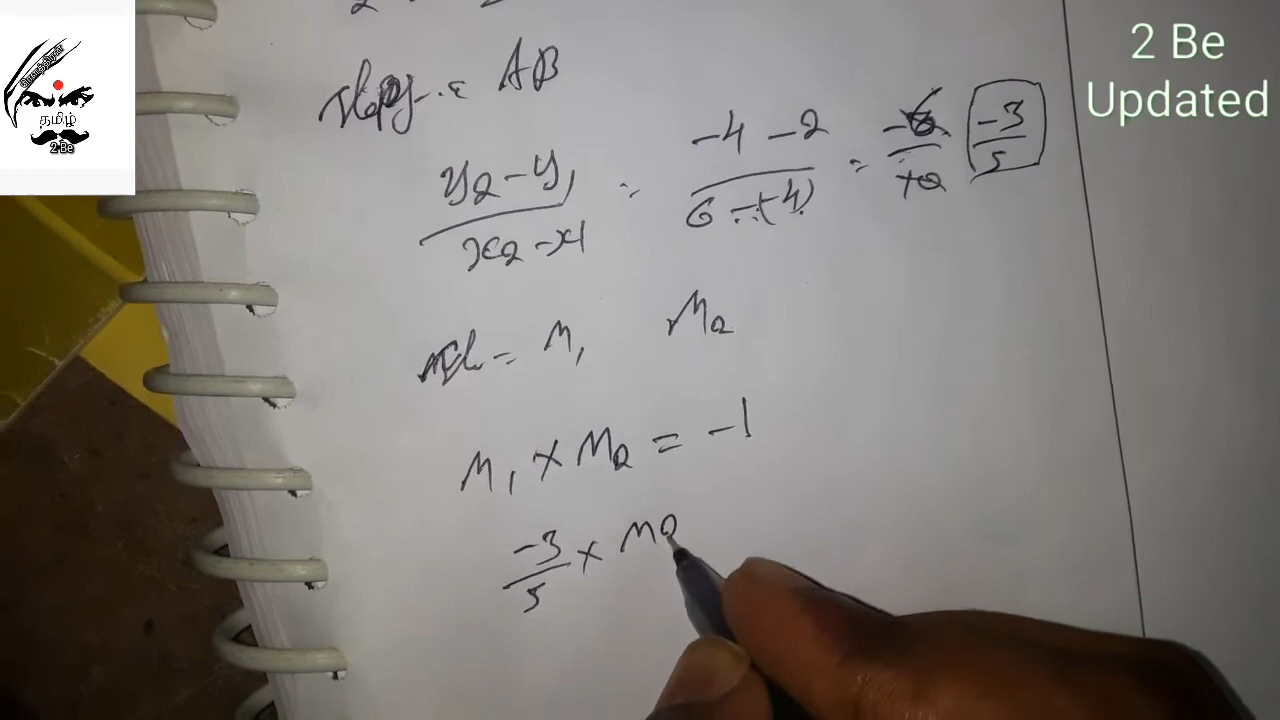 2 Be
Updated
தமிழ்
2 Be
slope AB
y2 - y1 / x2 - x1 = -4 - 2 / 6 - (-4) = -6 / 10 -3 / 5
= M1 M2
M1 × M2 = -1
-3 / 5 × M2